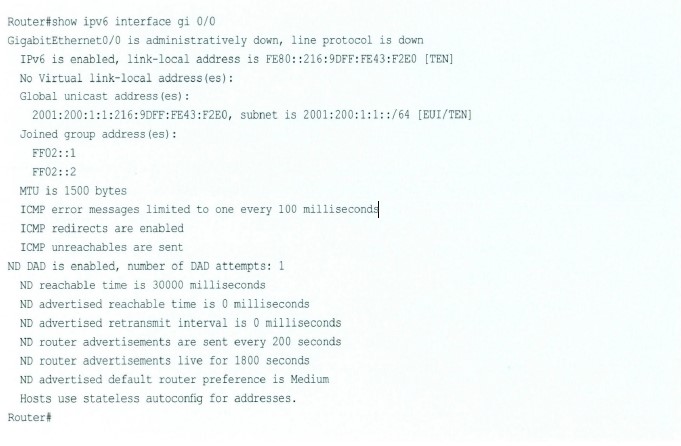 Router#show ipv6 interface gi 0/0
GigabitEthernet0/0 is administratively down, line protocol is down
IPv6 is enabled, link-local address is FE80::216:9DFF:FE43:F2E0 [TEN]
No Virtual link-local address(es):
Global unicast address(es):
2001:200:1:1:216:9DFF:FE43:F2E0, subnet is 2001:200:1:1::/64 [EUI/TEN]
Joined group address(es):
FF02::1
FF02::2
MTU is 1500 bytes
ICMP error messages limited to one every 100 milliseconds
ICMP redirects are enabled
ICMP unreachables are sent
ND DAD is enabled, number of DAD attempts: 1
ND reachable time is 30000 milliseconds
ND advertised reachable time is 0 milliseconds
ND advertised retransmit interval is 0 milliseconds
ND router advertisements are sent every 200 seconds
ND router advertisements live for 1800 seconds
ND advertised default router preference is Medium
Hosts use stateless autoconfig for addresses.
Router#